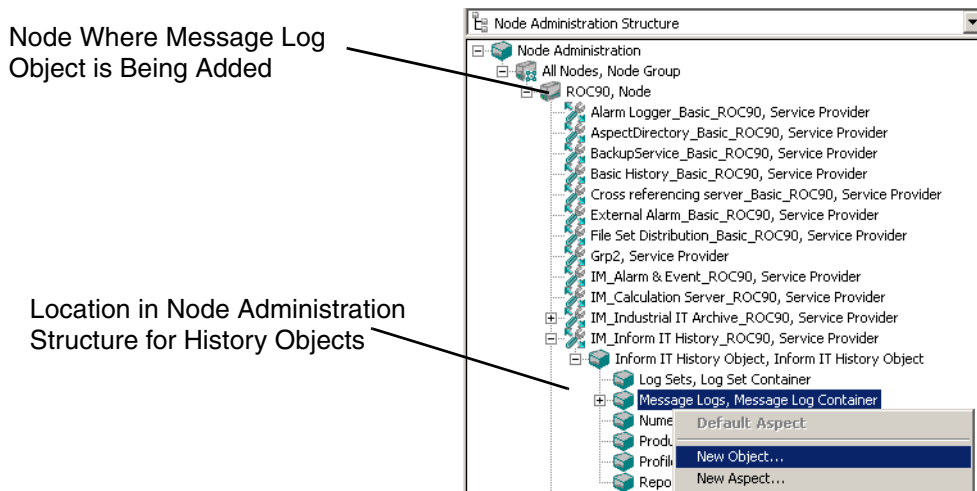 Node Administration Structure
Node Where Message Log
Object is Being Added
Node Administration
All Nodes, Node Group
ROC90, Node
Alarm Logger_Basic_ROC90, Service Provider
AspectDirectory_Basic_ROC90, Service Provider
BackupService_Basic_ROC90, Service Provider
Basic History_Basic_ROC90, Service Provider
Cross referencing server_Basic_ROC90, Service Provider
External Alarm_Basic_ROC90, Service Provider
File Set Distribution_Basic_ROC90, Service Provider
Grp2, Service Provider
IM_Alarm & Event_ROC90, Service Provider
IM_Calculation Server_ROC90, Service Provider
Location in Node Administration
Structure for History Objects
IM_Industrial IT Archive_ROC90, Service Provider
IM_Inform IT History_ROC90, Service Provider
Inform IT History Object, Inform IT History Object
Log Sets, Log Set Container
Message Logs, Message Log Container
Nume
Produ
Profil
Repo
Default Aspect
New Object...
New Aspect...